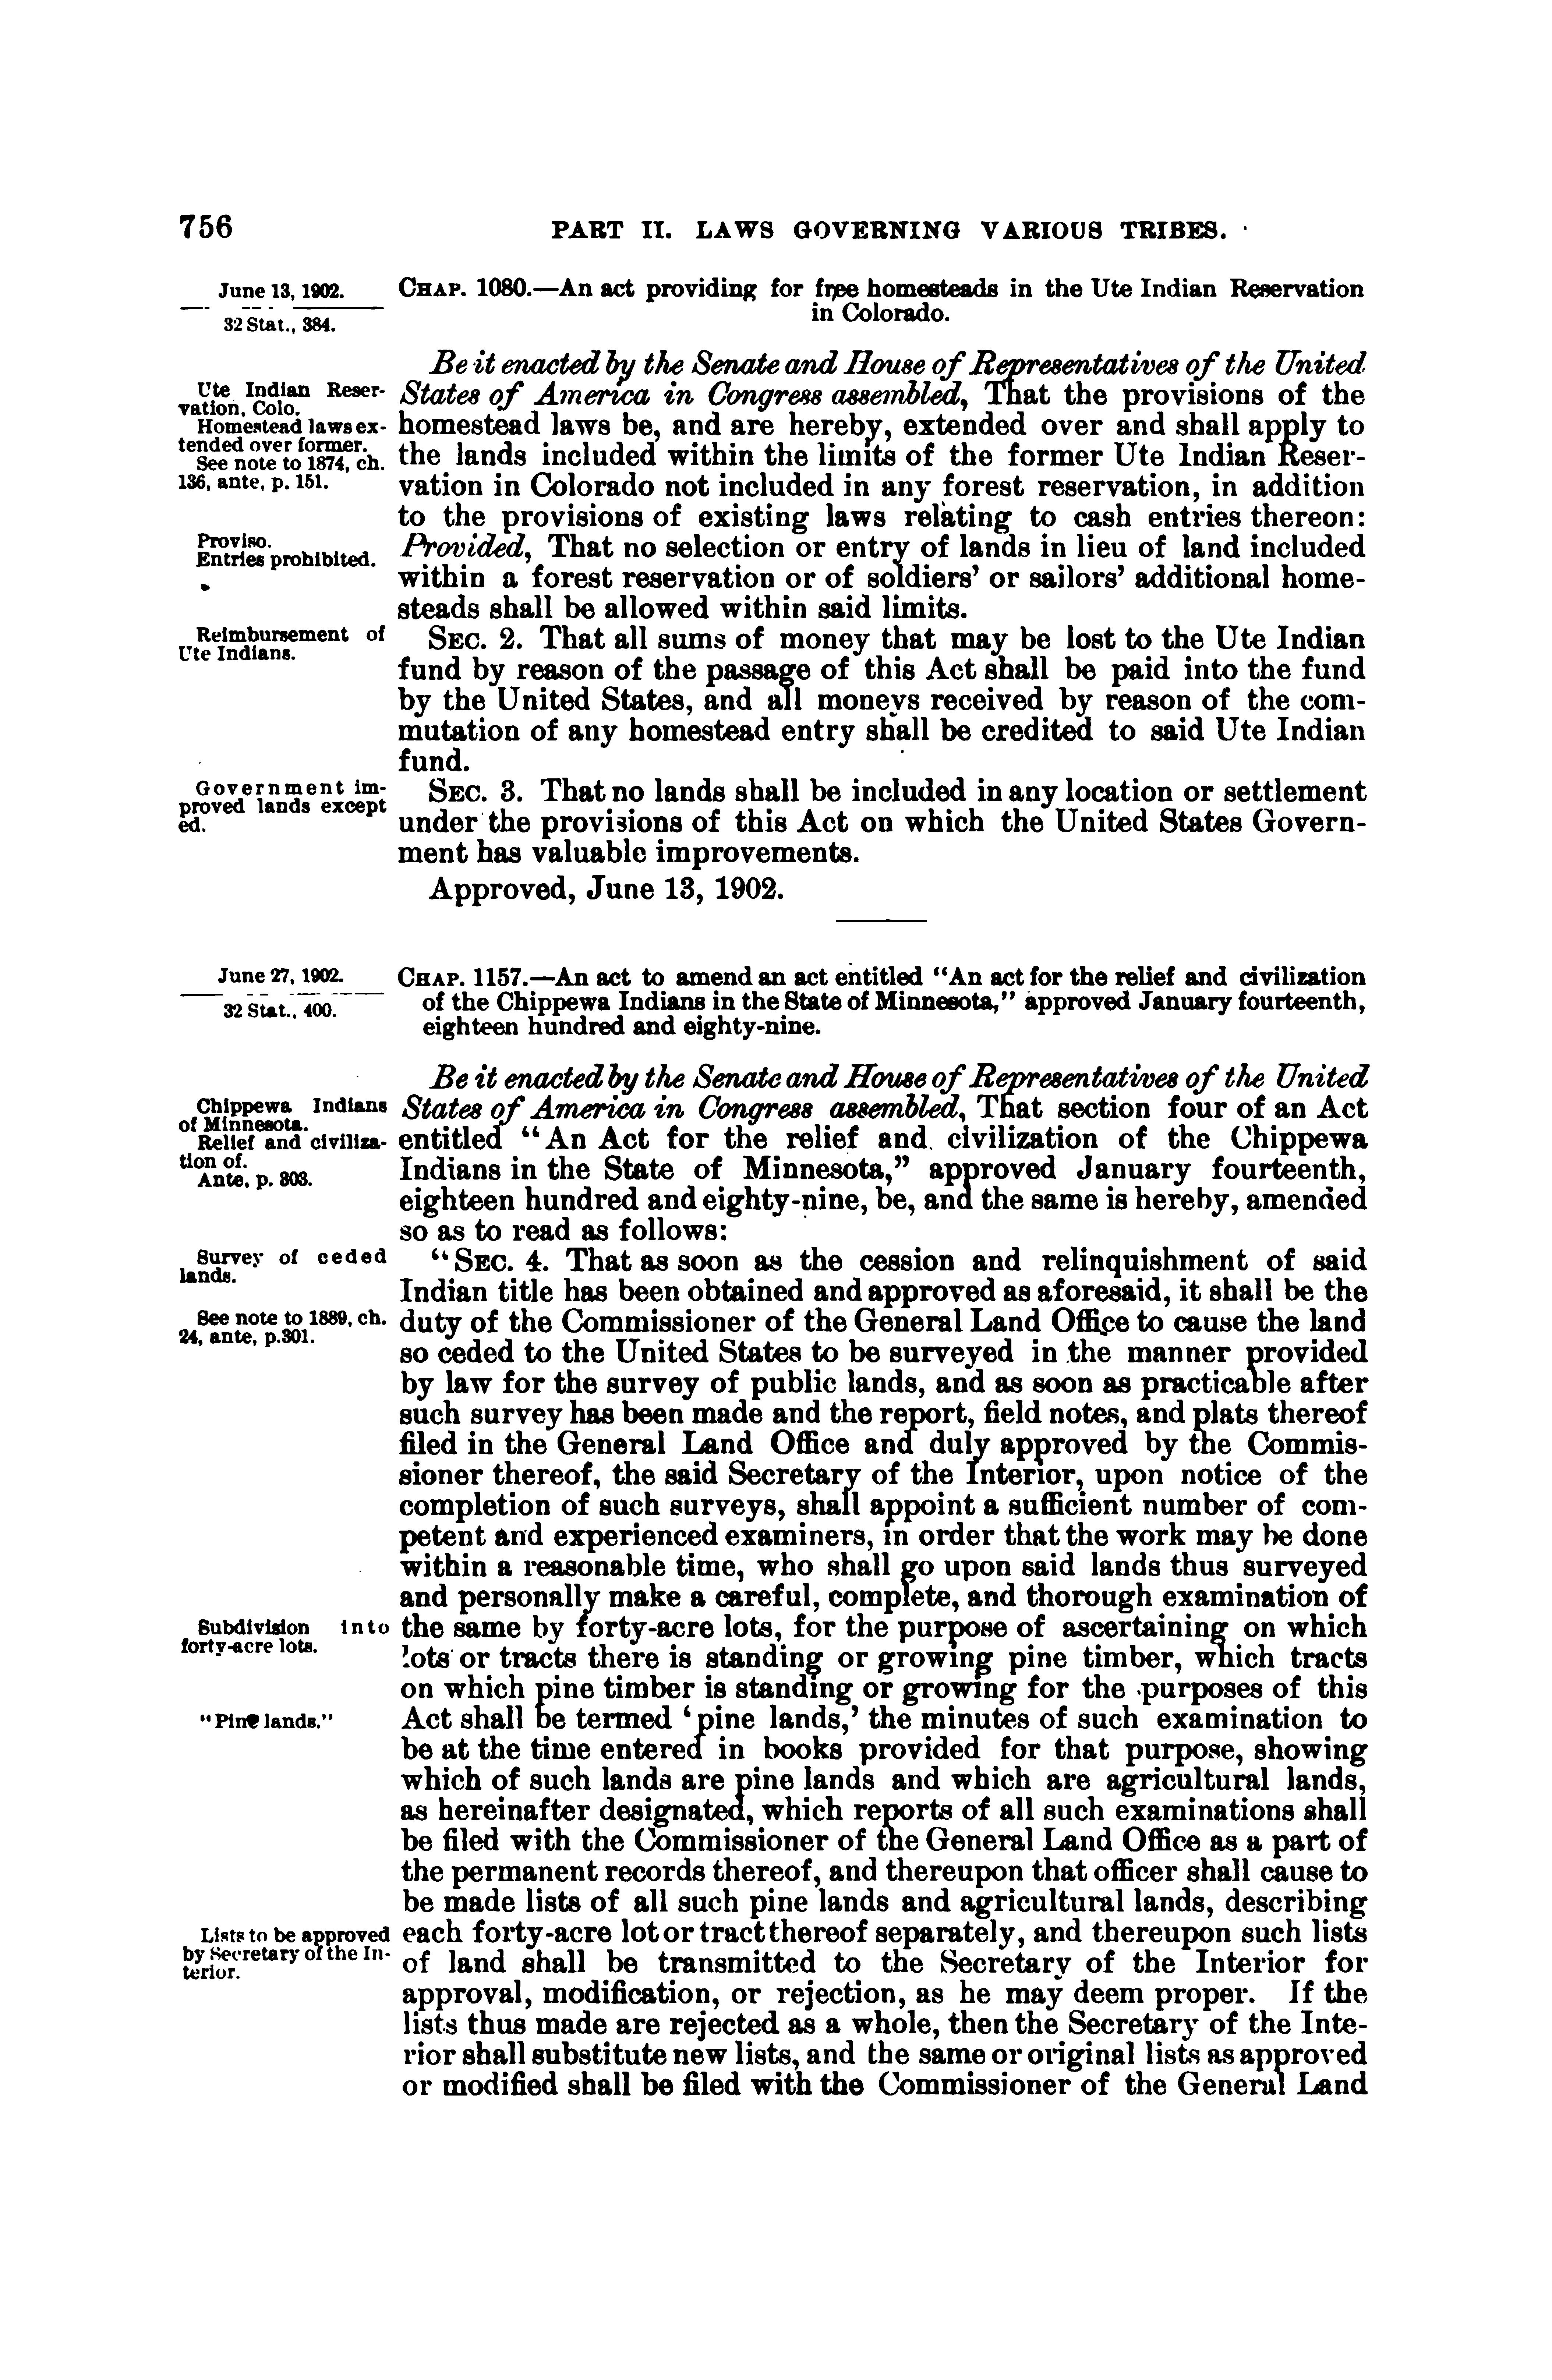 756
PART II. LAWS GOVERNING VARIOUS TRIBES.
June 13, 1902.
32 Stat., 384.
CHAP. 1080.—An act providing for free homesteads in the Ute Indian Reservation
in Colorado.
Be it enacted by the Senate and House of Representatives of the United
Ute Indian Reser-
vation, Colo.
Homestead laws ex-
tended over former.
See note to 1874, ch.
136, ante, p. 151.
States of America in Congress assembled, That the provisions of the
homestead laws be, and are hereby, extended over and shall apply to
the lands included within the limits of the former Ute Indian Reser-
vation in Colorado not included in any forest reservation, in addition
to the provisions of existing laws relating to cash entries thereon:
Proviso.
Entries prohibited.
Provided, That no selection or entry of lands in lieu of land included
within a forest reservation or of soldiers' or sailors' additional home-
steads shall be allowed within said limits.
Reimbursement of
Ute Indians.
SEC. 2. That all sums of money that may be lost to the Ute Indian
fund by reason of the passage of this Act shall be paid into the fund
by the United States, and all moneys received by reason of the com-
mutation of any homestead entry shall be credited to said Ute Indian
fund.
Government im-
proved lands except
ed.
SEC. 3. That no lands shall be included in any location or settlement
under the provisions of this Act on which the United States Govern-
ment has valuable improvements.
Approved, June 13, 1902.
June 27, 1902.
32 Stat., 400.
CHAP. 1157.—An act to amend an act entitled "An act for the relief and civilization
of the Chippewa Indians in the State of Minnesota," approved January fourteenth,
eighteen hundred and eighty-nine.
Be it enacted by the Senate and House of Representatives of the United
Chippewa Indians
of Minnesota.
Relief and civiliza-
tion of.
Ante, p. 303.
States of America in Congress assembled, That section four of an Act
entitled "An Act for the relief and civilization of the Chippewa
Indians in the State of Minnesota," approved January fourteenth,
eighteen hundred and eighty-nine, be, and the same is hereby, amended
so as to read as follows:
Survey of ceded
lands.
See note to 1889, ch.
24, ante, p.301.
"SEC. 4. That as soon as the cession and relinquishment of said
Indian title has been obtained and approved as aforesaid, it shall be the
duty of the Commissioner of the General Land Office to cause the land
so ceded to the United States to be surveyed in the manner provided
by law for the survey of public lands, and as soon as practicable after
such survey has been made and the report, field notes, and plats thereof
filed in the General Land Office and duly approved by the Commis-
sioner thereof, the said Secretary of the Interior, upon notice of the
completion of such surveys, shall appoint a sufficient number of com-
petent and experienced examiners, in order that the work may be done
within a reasonable time, who shall go upon said lands thus surveyed
and personally make a careful, complete, and thorough examination of
Subdivision into
forty-acre lots.
the same by forty-acre lots, for the purpose of ascertaining on which
lots or tracts there is standing or growing pine timber, which tracts
on which pine timber is standing or growing for the purposes of this
"Pine lands."
Act shall be termed 'pine lands,' the minutes of such examination to
be at the time entered in books provided for that purpose, showing
which of such lands are pine lands and which are agricultural lands,
as hereinafter designated, which reports of all such examinations shall
be filed with the Commissioner of the General Land Office as a part of
the permanent records thereof, and thereupon that officer shall cause to
be made lists of all such pine lands and agricultural lands, describing
Lists to be approved
by Secretary of the In-
terior.
each forty-acre lot or tract thereof separately, and thereupon such lists
of land shall be transmitted to the Secretary of the Interior for
approval, modification, or rejection, as he may deem proper. If the
lists thus made are rejected as a whole, then the Secretary of the Inte-
rior shall substitute new lists, and the same or original lists as approved
or modified shall be filed with the Commissioner of the General Land